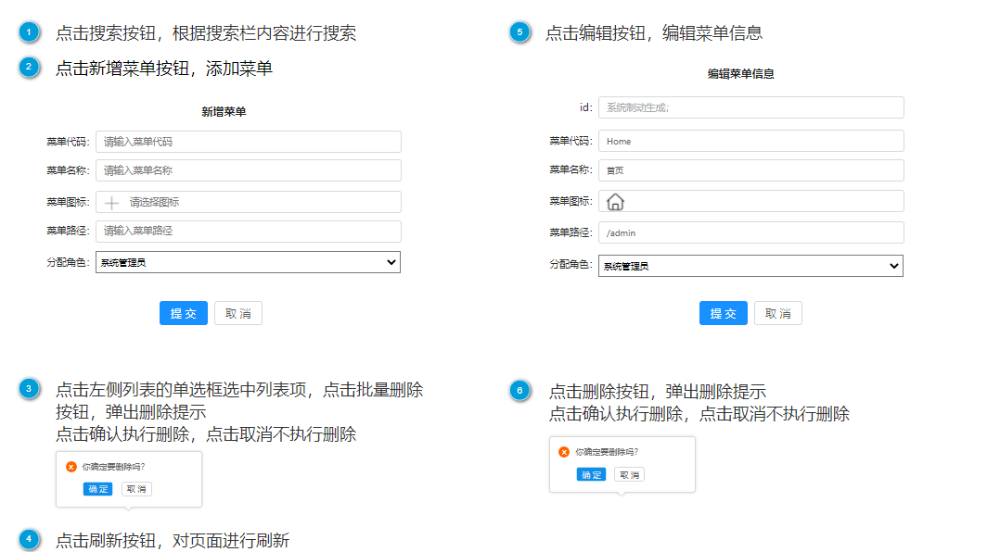 1 点击搜索按钮，根据搜索栏内容进行搜索
2 点击新增菜单按钮，添加菜单
新增菜单
菜单代码: 请输入菜单代码
菜单名称: 请输入菜单名称
菜单图标: 请选择图标
菜单路径: 请输入菜单路径
分配角色: 系统管理员
提交 取消
3 点击左侧列表的单选框选中列表项，点击批量删除
按钮，弹出删除提示
点击确认执行删除，点击取消不执行删除
你确定要删除吗?
确定 取消
4 点击刷新按钮，对页面进行刷新
5 点击编辑按钮，编辑菜单信息
编辑菜单信息
id: 系统制动生成;
菜单代码: Home
菜单名称: 首页
菜单图标:
菜单路径: /admin
分配角色: 系统管理员
提交 取消
6 点击删除按钮，弹出删除提示
点击确认执行删除，点击取消不执行删除
你确定要删除吗?
确定 取消